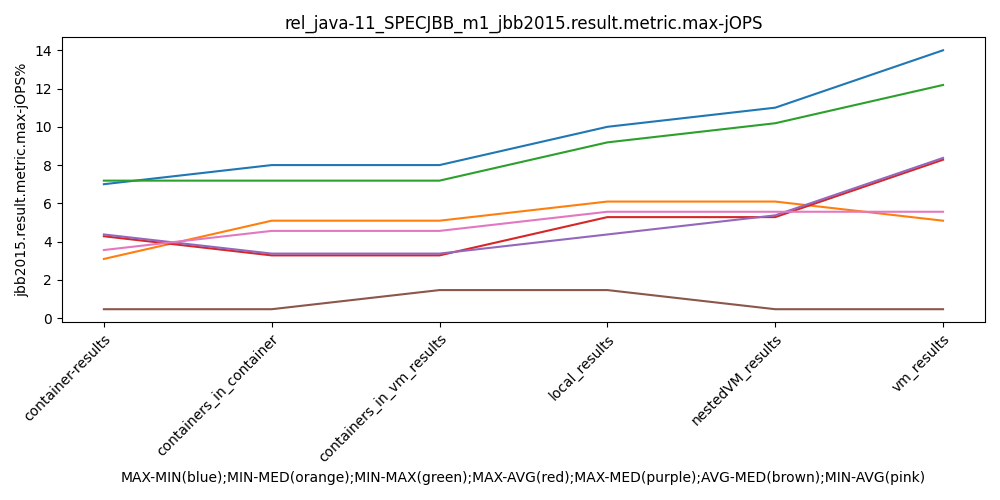 rel_java-11_SPECJBB_m1_jbb2015.result.metric.max-jOPS
jbb2015.result.metric.max-jOPS%
14
12
10
8
6
4
2
0
container-results
containers_in_container
containers_in_vm_results
local_results
nestedVM_results
vm_results
MAX-MIN(blue);MIN-MED(orange);MIN-MAX(green);MAX-AVG(red);MAX-MED(purple);AVG-MED(brown);MIN-AVG(pink)